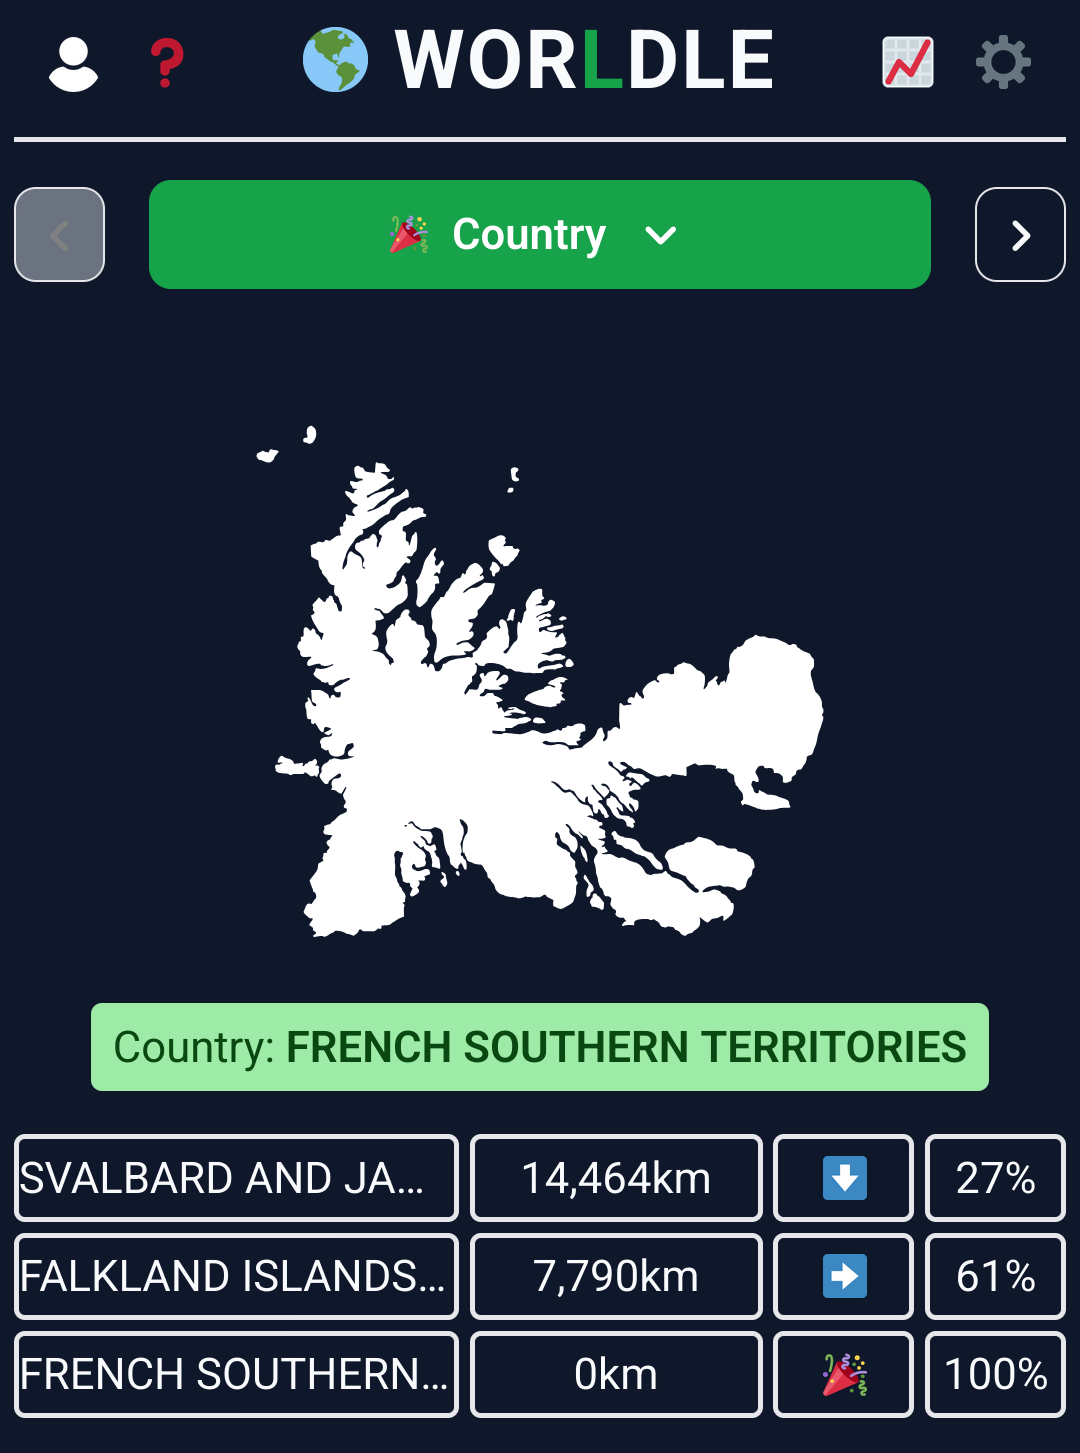 WORLDLE
Country
Country: FRENCH SOUTHERN TERRITORIES
SVALBARD AND JA... 14,464km 27%
FALKLAND ISLANDS... 7,790km 61%
FRENCH SOUTHERN... 0km 100%